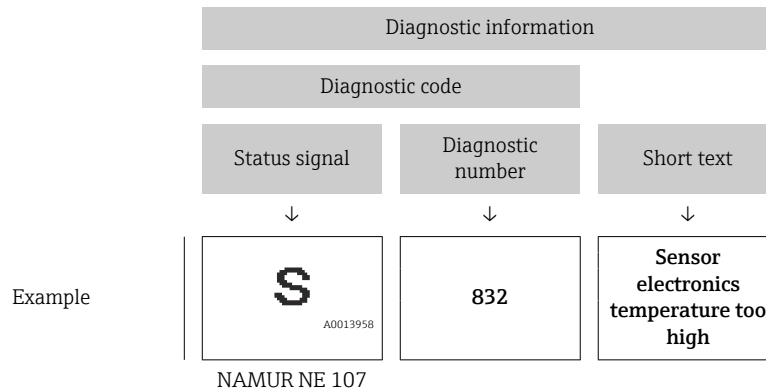 Diagnostic information
Diagnostic code
Status signal
Diagnostic
number
Short text
↓ ↓ ↓
Example
S
A0013958
832
Sensor
electronics
temperature too
high
NAMUR NE 107